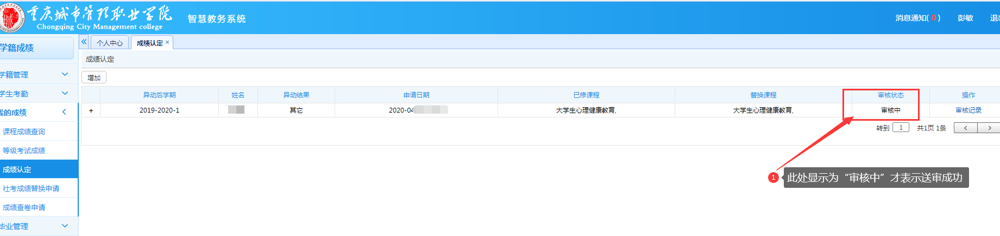 重庆城市管理职业学院
Chongqing City Management college
智慧教务系统
消息通知( 0 )
彭敏
学籍成绩
个人中心
成绩认定 ×
成绩认定
学籍管理
增加
学生考勤
异动后学期 姓名 异动结果 申请日期 已修课程 替换课程 审核状态 操作
+ 2019-2020-1 其它 2020-04 大学生心理健康教育, 大学生心理健康教育, 审核中 审核记录
我的成绩
转到 1 共1页 1条
课程成绩查询
等级考试成绩
成绩认定
1 此处显示为“审核中”才表示送审成功
社考成绩替换申请
成绩查卷申请
毕业管理